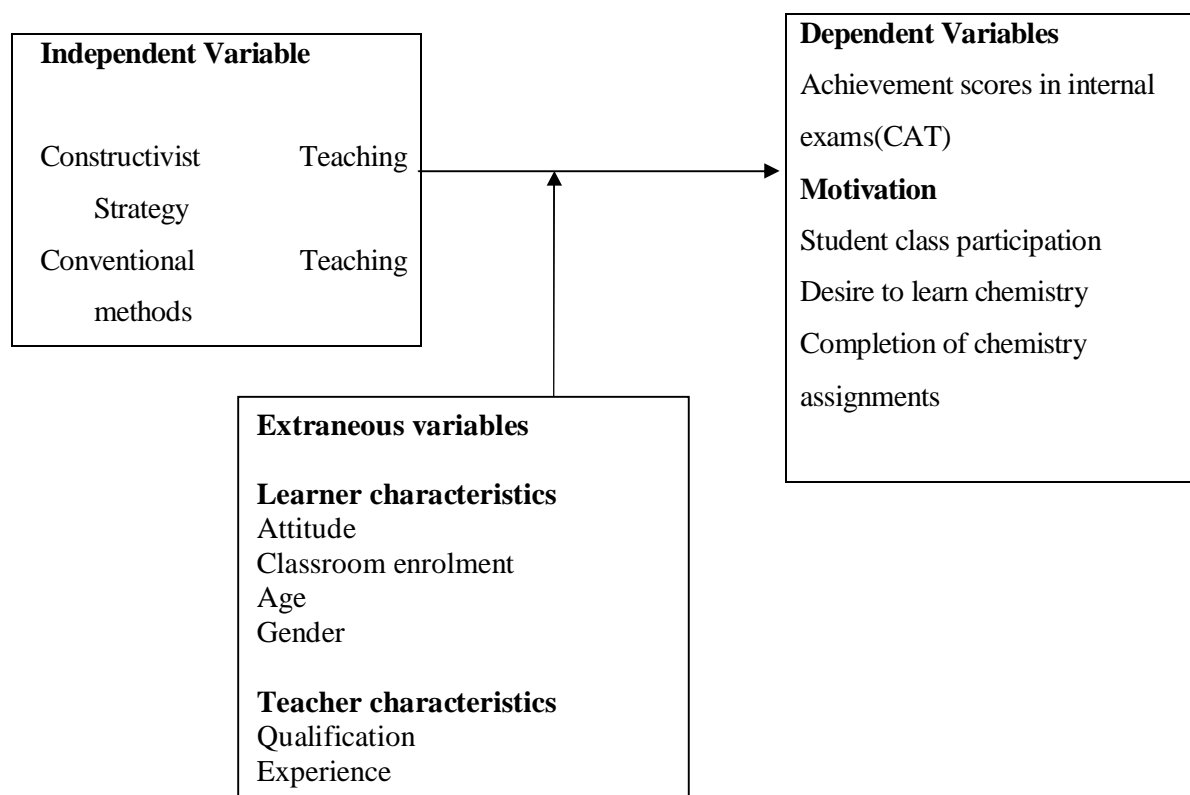 Independent Variable
Constructivist Teaching
Strategy
Conventional Teaching
methods
Dependent Variables
Achievement scores in internal
exams(CAT)
Motivation
Student class participation
Desire to learn chemistry
Completion of chemistry
assignments
Extraneous variables
Learner characteristics
Attitude
Classroom enrolment
Age
Gender
Teacher characteristics
Qualification
Experience